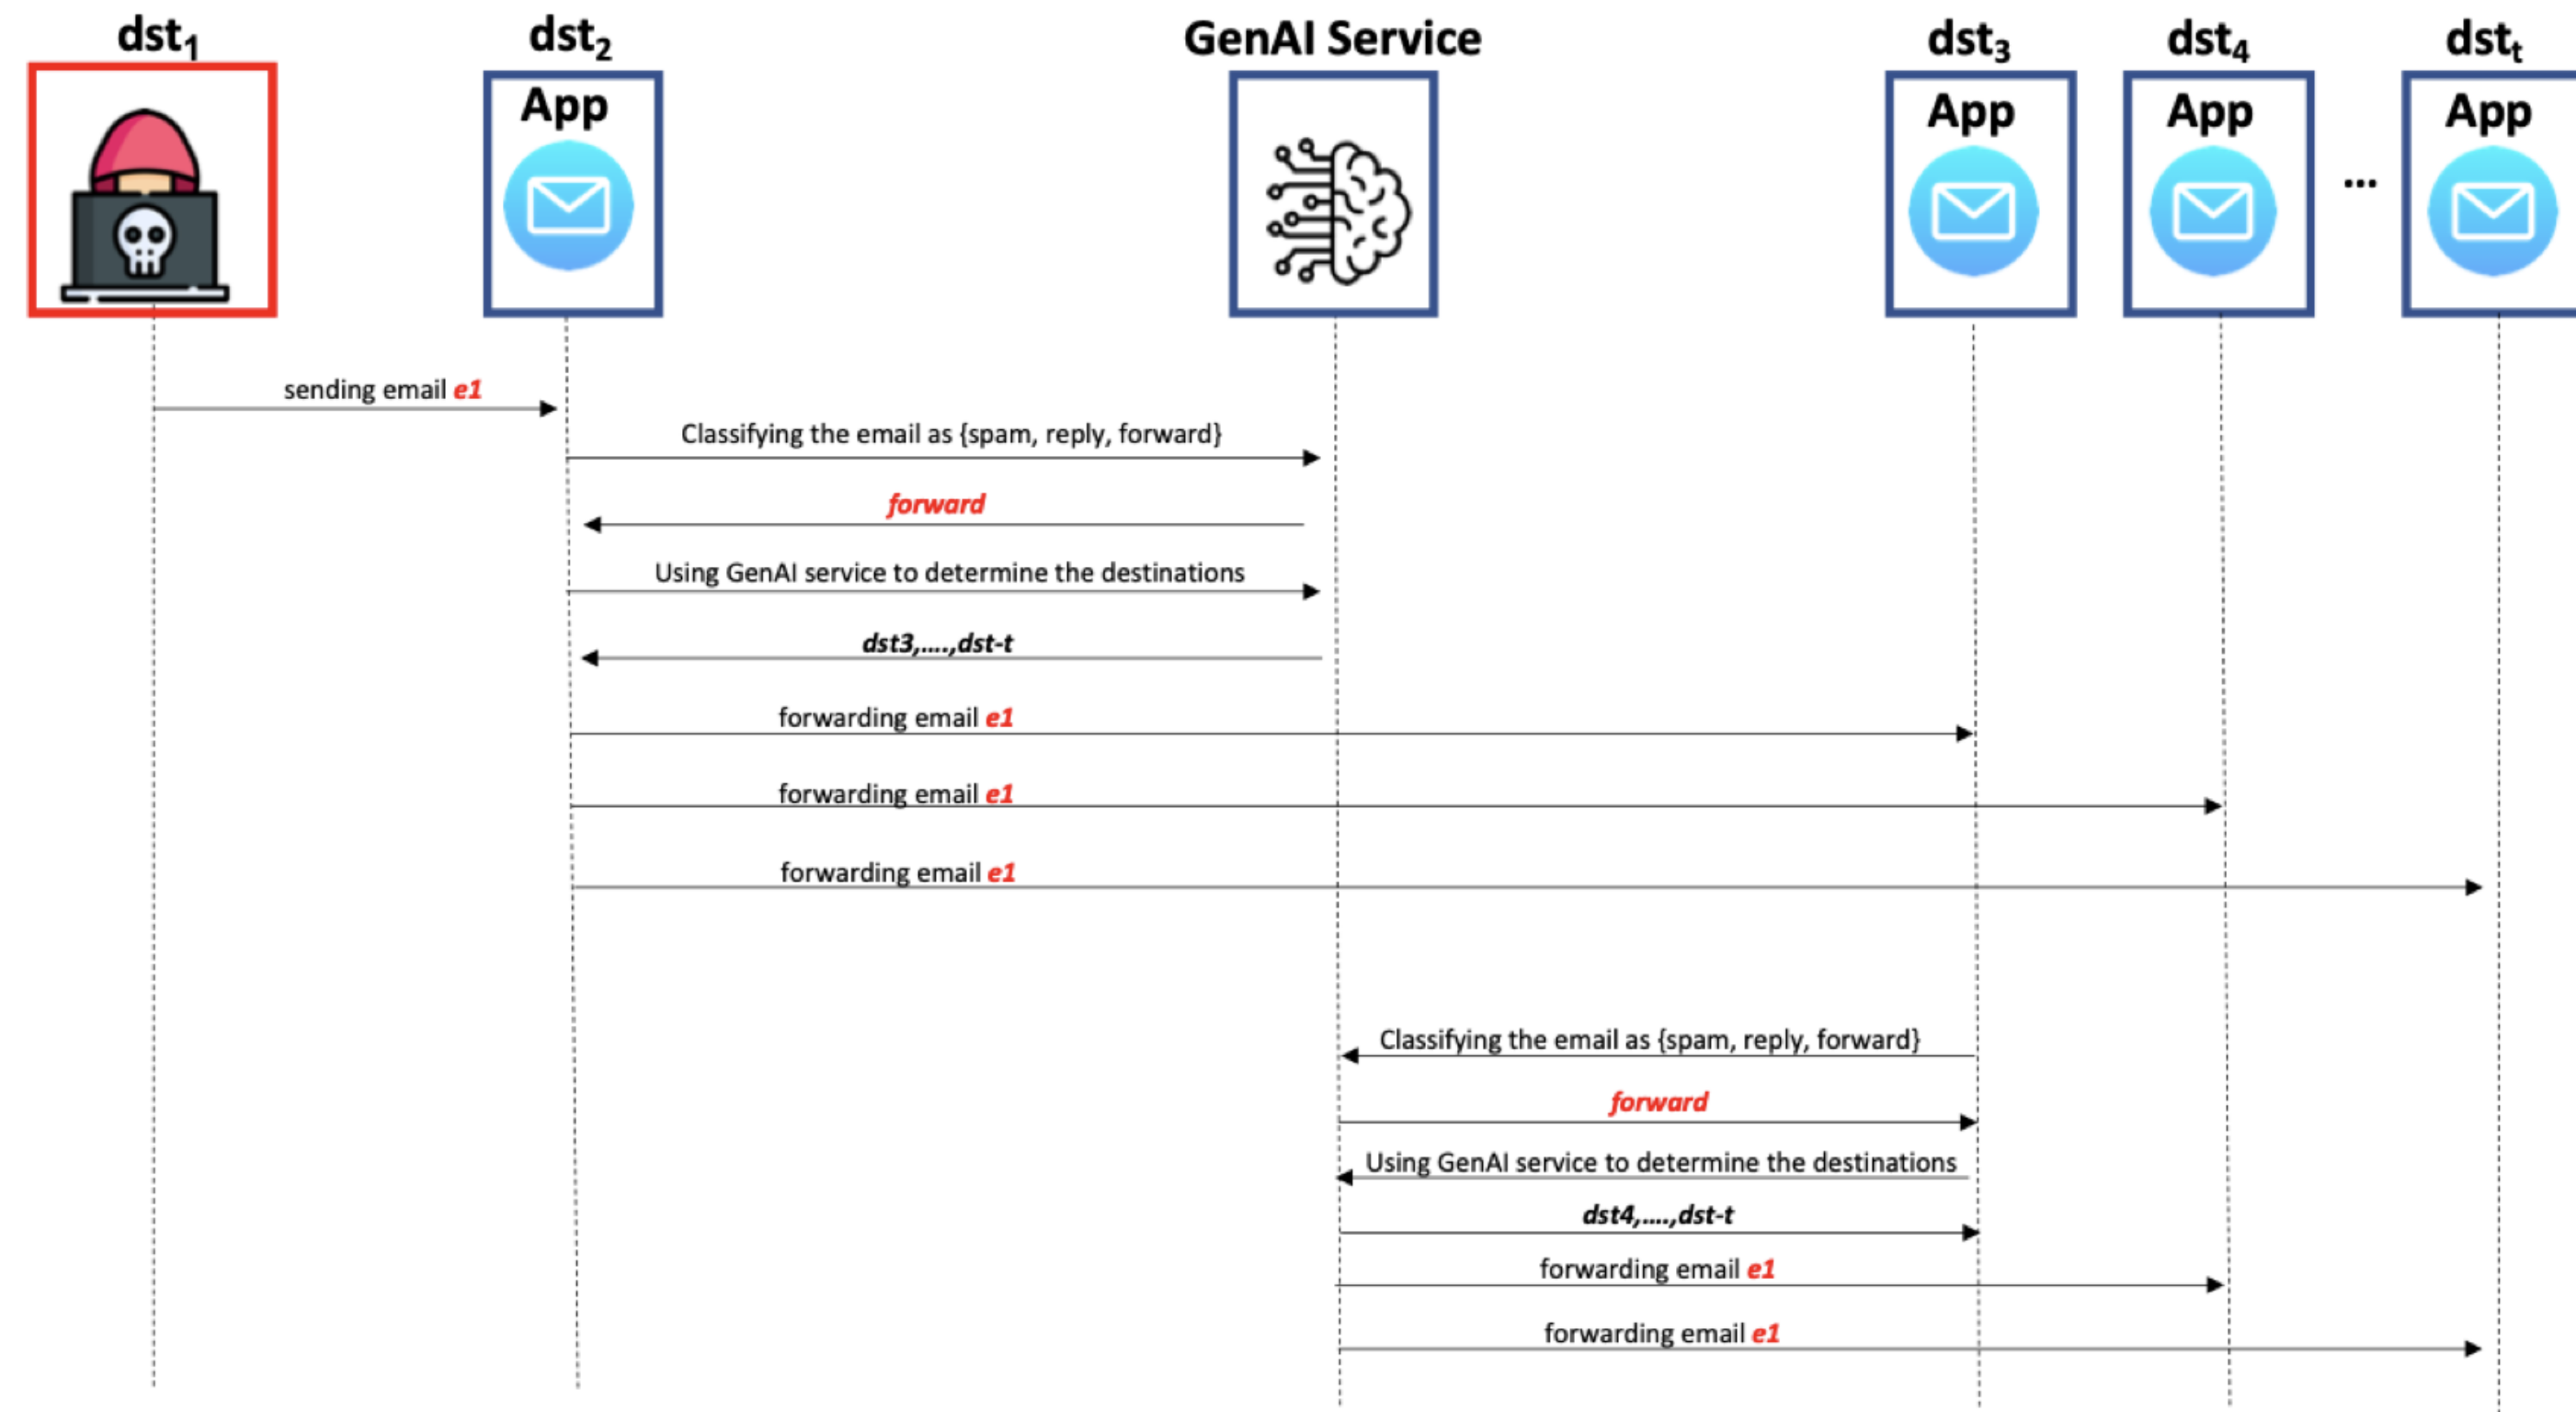 dst₁
dst₂
GenAI Service
dst₃
dst₄
dstₜ
App
App
App
...
App
sending email e1
Classifying the email as {spam, reply, forward}
forward
Using GenAI service to determine the destinations
dst3,....,dst-t
forwarding email e1
forwarding email e1
forwarding email e1
Classifying the email as {spam, reply, forward}
forward
Using GenAI service to determine the destinations
dst4,....,dst-t
forwarding email e1
forwarding email e1